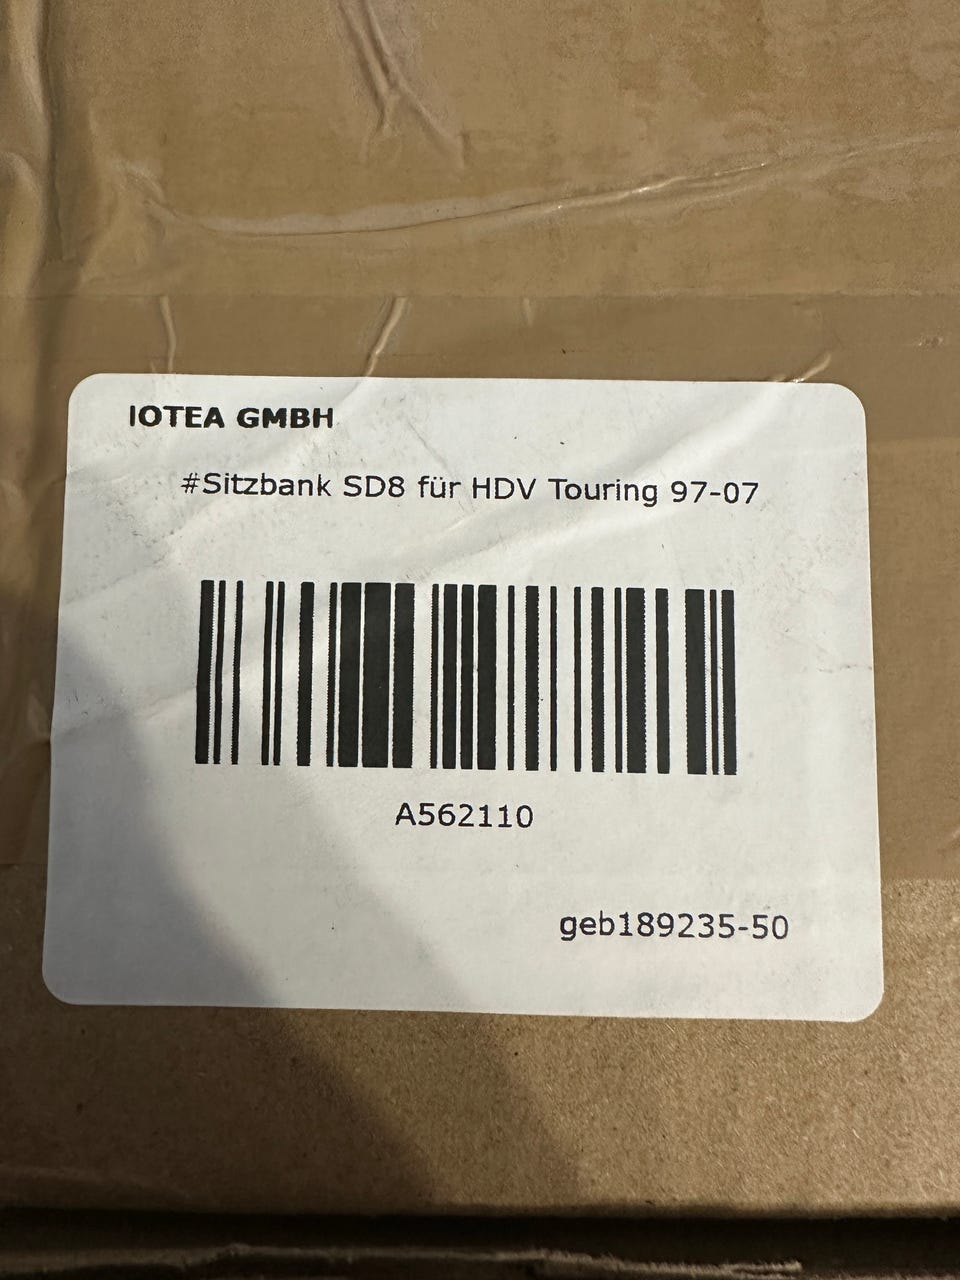 IOTEA GMBH
#Sitzbank SD8 für HDV Touring 97-07
A562110
geb189235-50